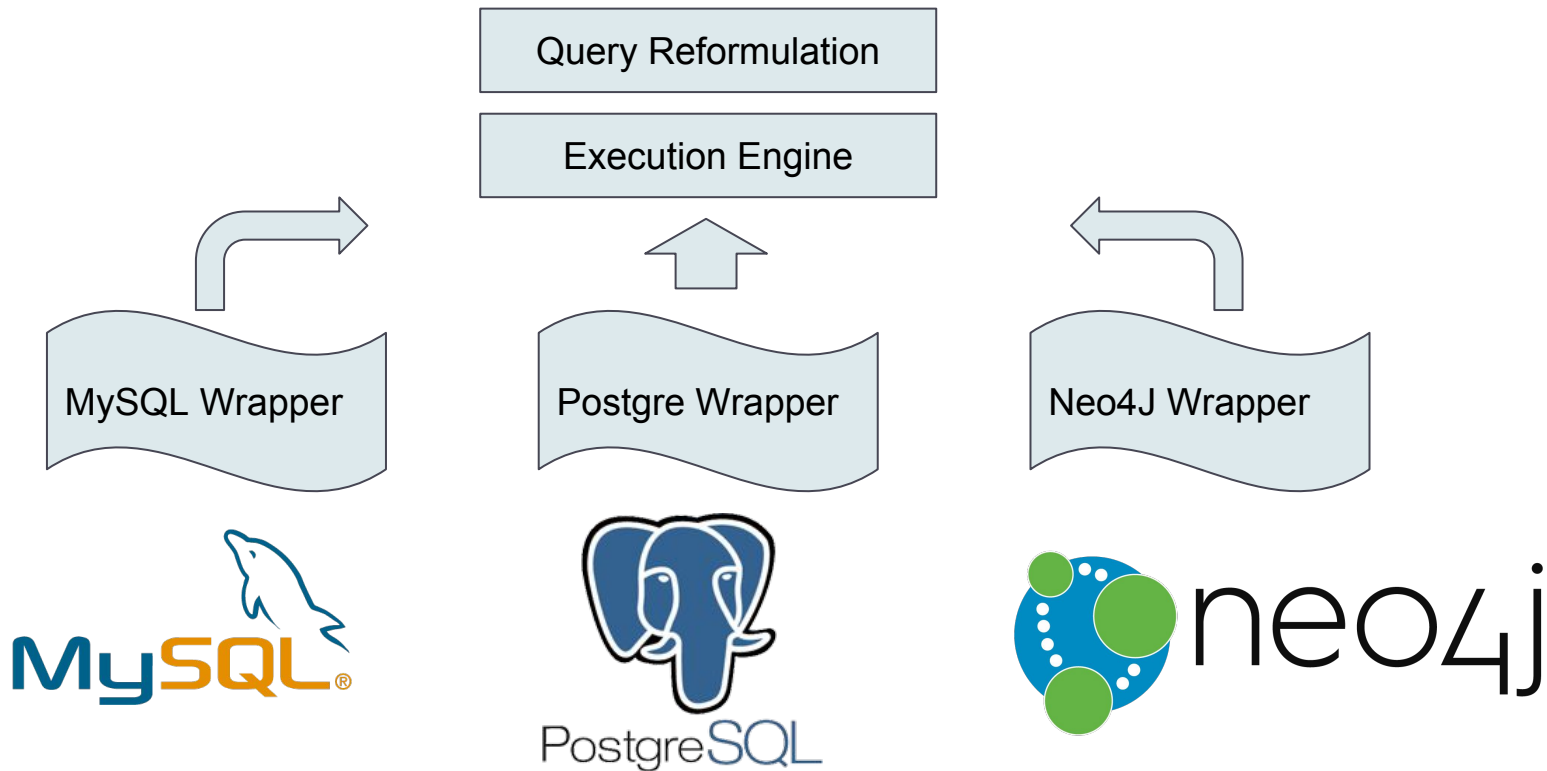 Query Reformulation
Execution Engine
MySQL Wrapper
Postgre Wrapper
Neo4J Wrapper
MySQL®
PostgreSQL
neo4j